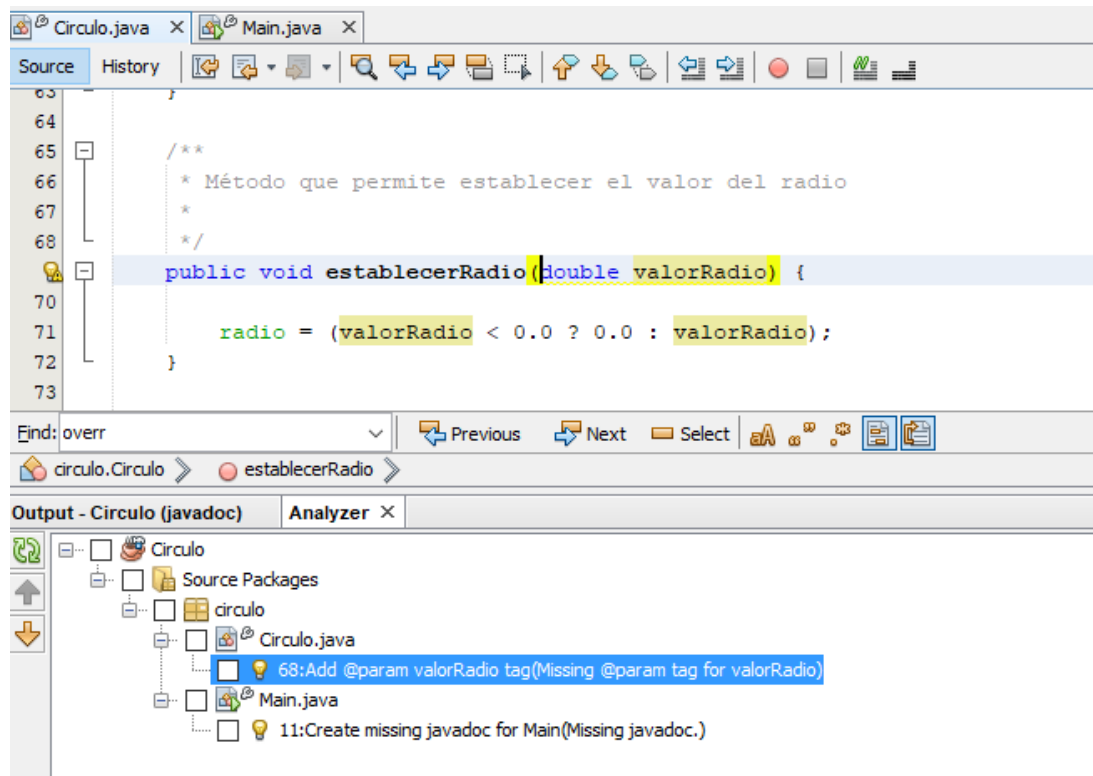 Circulo.java
Main.java
Source History
63 }
64
65 /**
66 * Método que permite establecer el valor del radio
67 *
68 */
public void establecerRadio(double valorRadio) {
70
71 radio = (valorRadio < 0.0 ? 0.0 : valorRadio);
72 }
73
Find: overr Previous Next Select aA
circulo.Circulo establecerRadio
Output - Circulo (javadoc) Analyzer
Circulo
Source Packages
circulo
Circulo.java
68:Add @param valorRadio tag(Missing @param tag for valorRadio)
Main.java
11:Create missing javadoc for Main(Missing javadoc.)